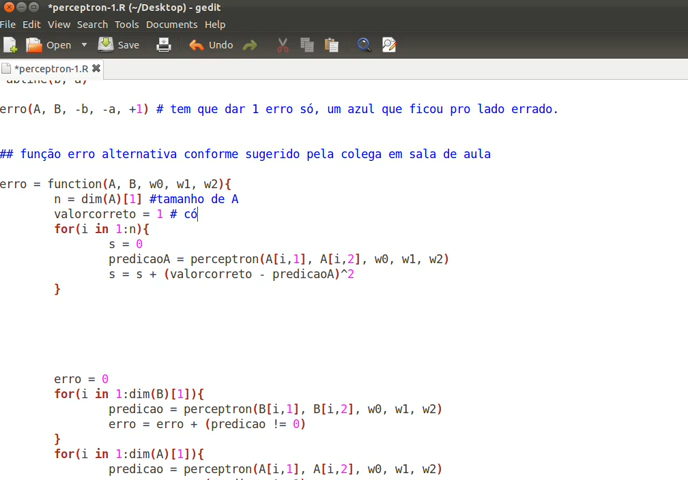 *perceptron-1.R (~/Desktop) - gedit
File Edit View Search Tools Documents Help
Open Save Undo
*perceptron-1.R
abline(b, a)
erro(A, B, -b, -a, +1) # tem que dar 1 erro só, um azul que ficou pro lado errado.
## função erro alternativa conforme sugerido pela colega em sala de aula
erro = function(A, B, w0, w1, w2){
n = dim(A)[1] #tamanho de A
valorcorreto = 1 # có
for(i in 1:n){
s = 0
predicaoA = perceptron(A[i,1], A[i,2], w0, w1, w2)
s = s + (valorcorreto - predicaoA)^2
}
erro = 0
for(i in 1:dim(B)[1]){
predicao = perceptron(B[i,1], B[i,2], w0, w1, w2)
erro = erro + (predicao != 0)
}
for(i in 1:dim(A)[1]){
predicao = perceptron(A[i,1], A[i,2], w0, w1, w2)